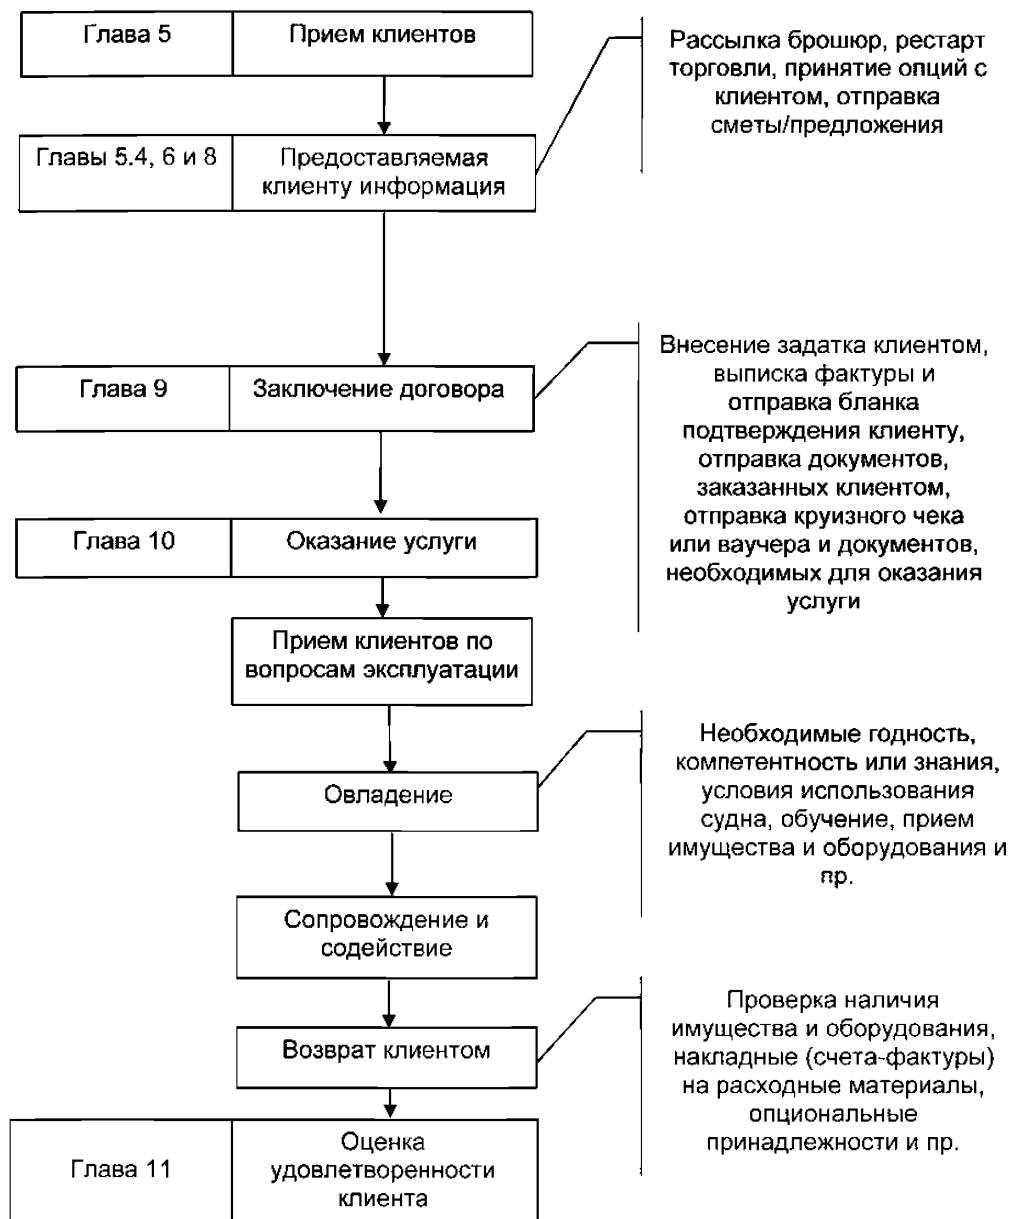 Глава 5
Прием клиентов
Рассылка брошюр, рестарт
торговли, принятие опций с
клиентом, отправка
сметы/предложения
Главы 5.4, 6 и 8
Предоставляемая
клиенту информация
Глава 9
Заключение договора
Внесение задатка клиентом,
выписка фактуры и
отправка бланка
подтверждения клиенту,
отправка документов,
заказанных клиентом,
отправка круизного чека
или ваучера и документов,
необходимых для оказания
услуги
Глава 10
Оказание услуги
Прием клиентов по
вопросам эксплуатации
Необходимые годность,
компетентность или знания,
условия использования
судна, обучение, прием
имущества и оборудования и
пр.
Овладение
Сопровождение и
содействие
Проверка наличия
имущества и оборудования,
накладные (счета-фактуры)
на расходные материалы,
опциональные
принадлежности и пр.
Возврат клиентом
Глава 11
Оценка
удовлетворенности
клиента